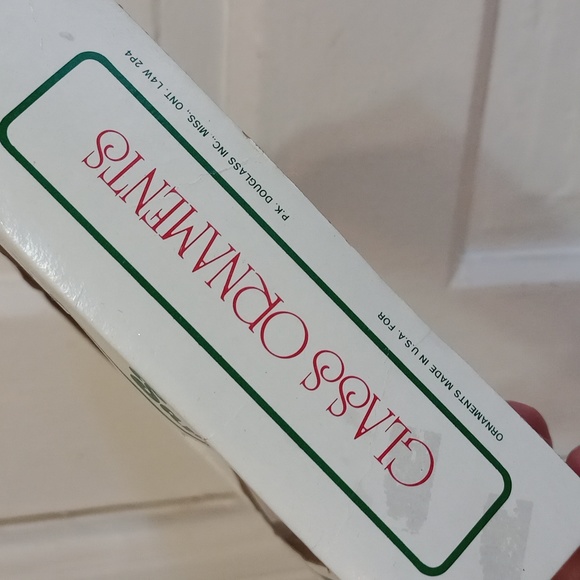 ORNAMENTS MADE IN U.S.A. FOR P.K. DOUGLASS INC., MISS., ONT. L4W 2P4
GLASS ORNAMENTS